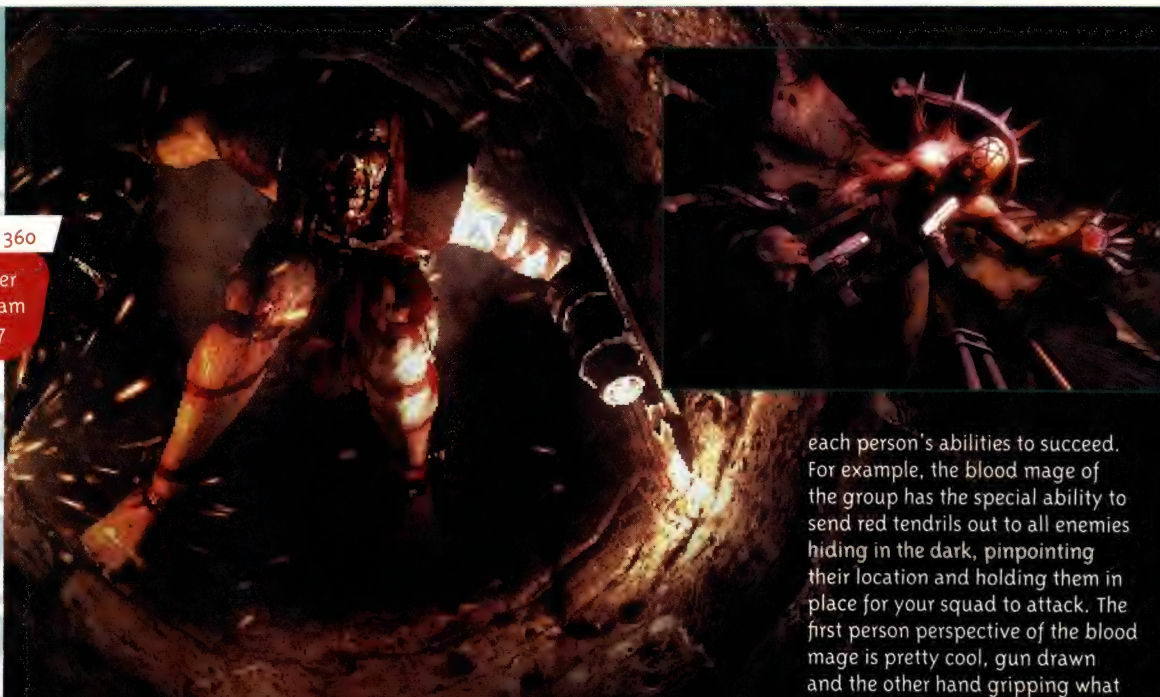 360
er
am
7
each person's abilities to succeed.
For example, the blood mage of
the group has the special ability to
send red tendrils out to all enemies
hiding in the dark, pinpointing
their location and holding them in
place for your squad to attack. The
first person perspective of the blood
mage is pretty cool, gun drawn
and the other hand gripping what